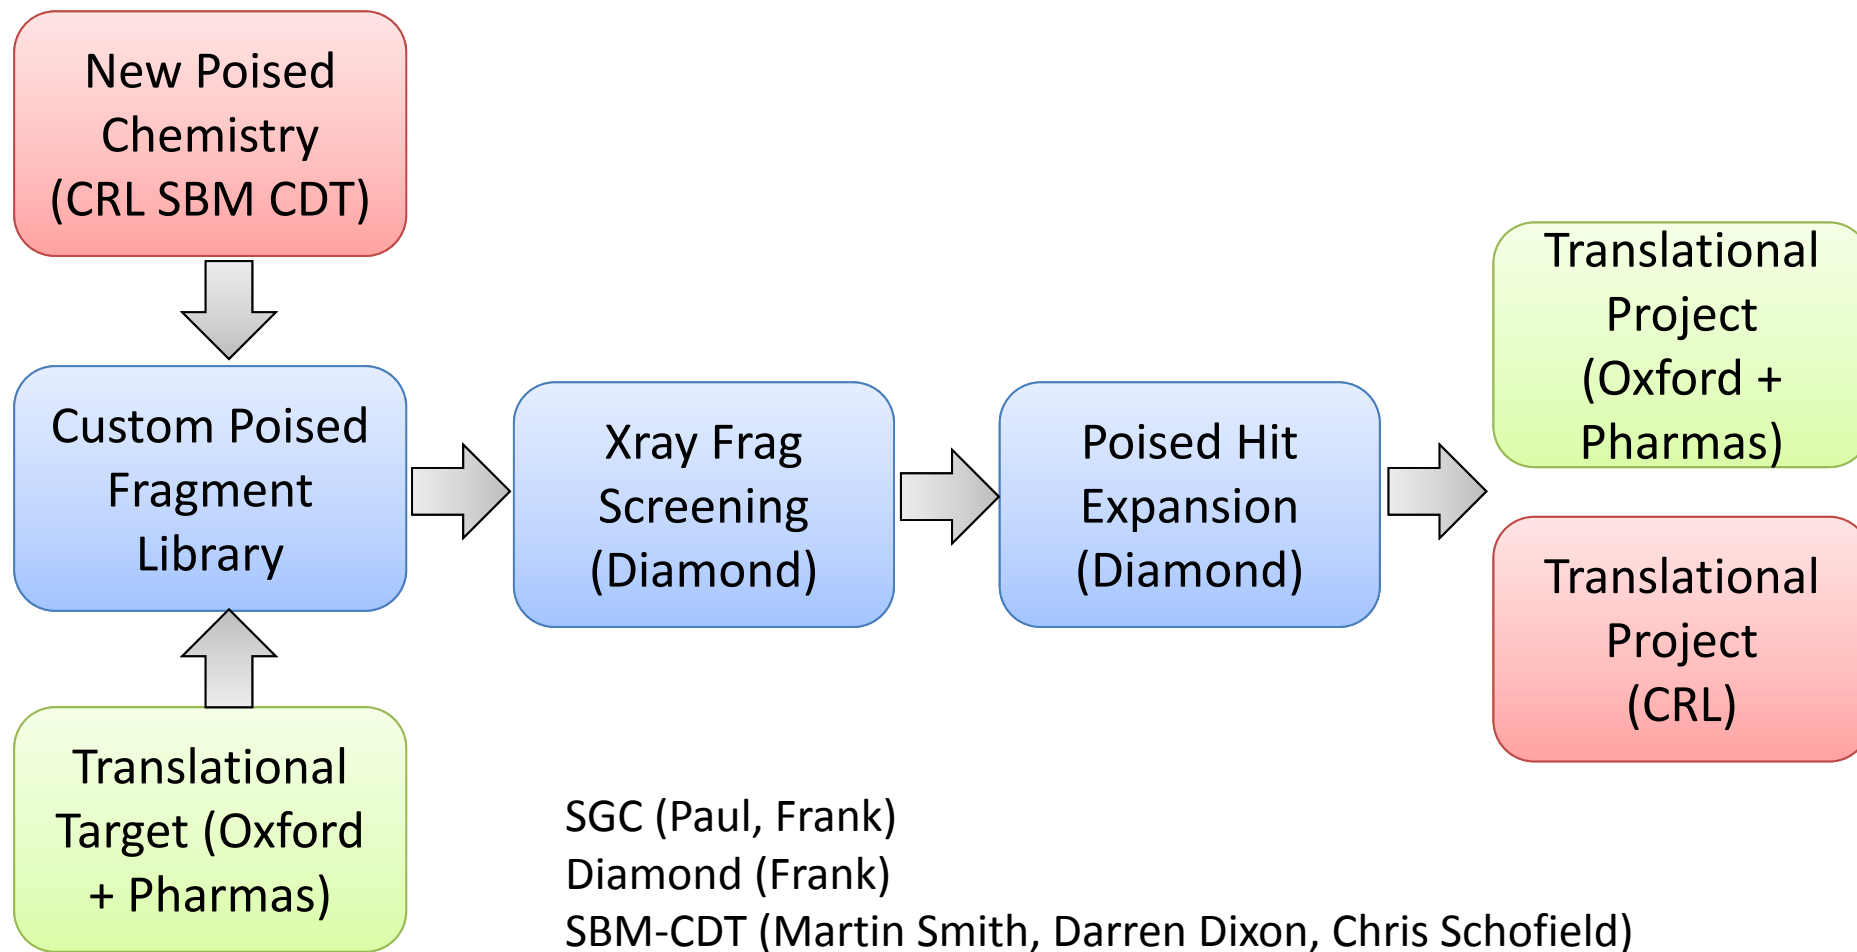 New Poised
Chemistry
(CRL SBM CDT)
Custom Poised
Fragment
Library
Translational
Target (Oxford
+ Pharmas)
Xray Frag
Screening
(Diamond)
Poised Hit
Expansion
(Diamond)
Translational
Project
(Oxford +
Pharmas)
Translational
Project
(CRL)
SGC (Paul, Frank)
Diamond (Frank)
SBM-CDT (Martin Smith, Darren Dixon, Chris Schofield)